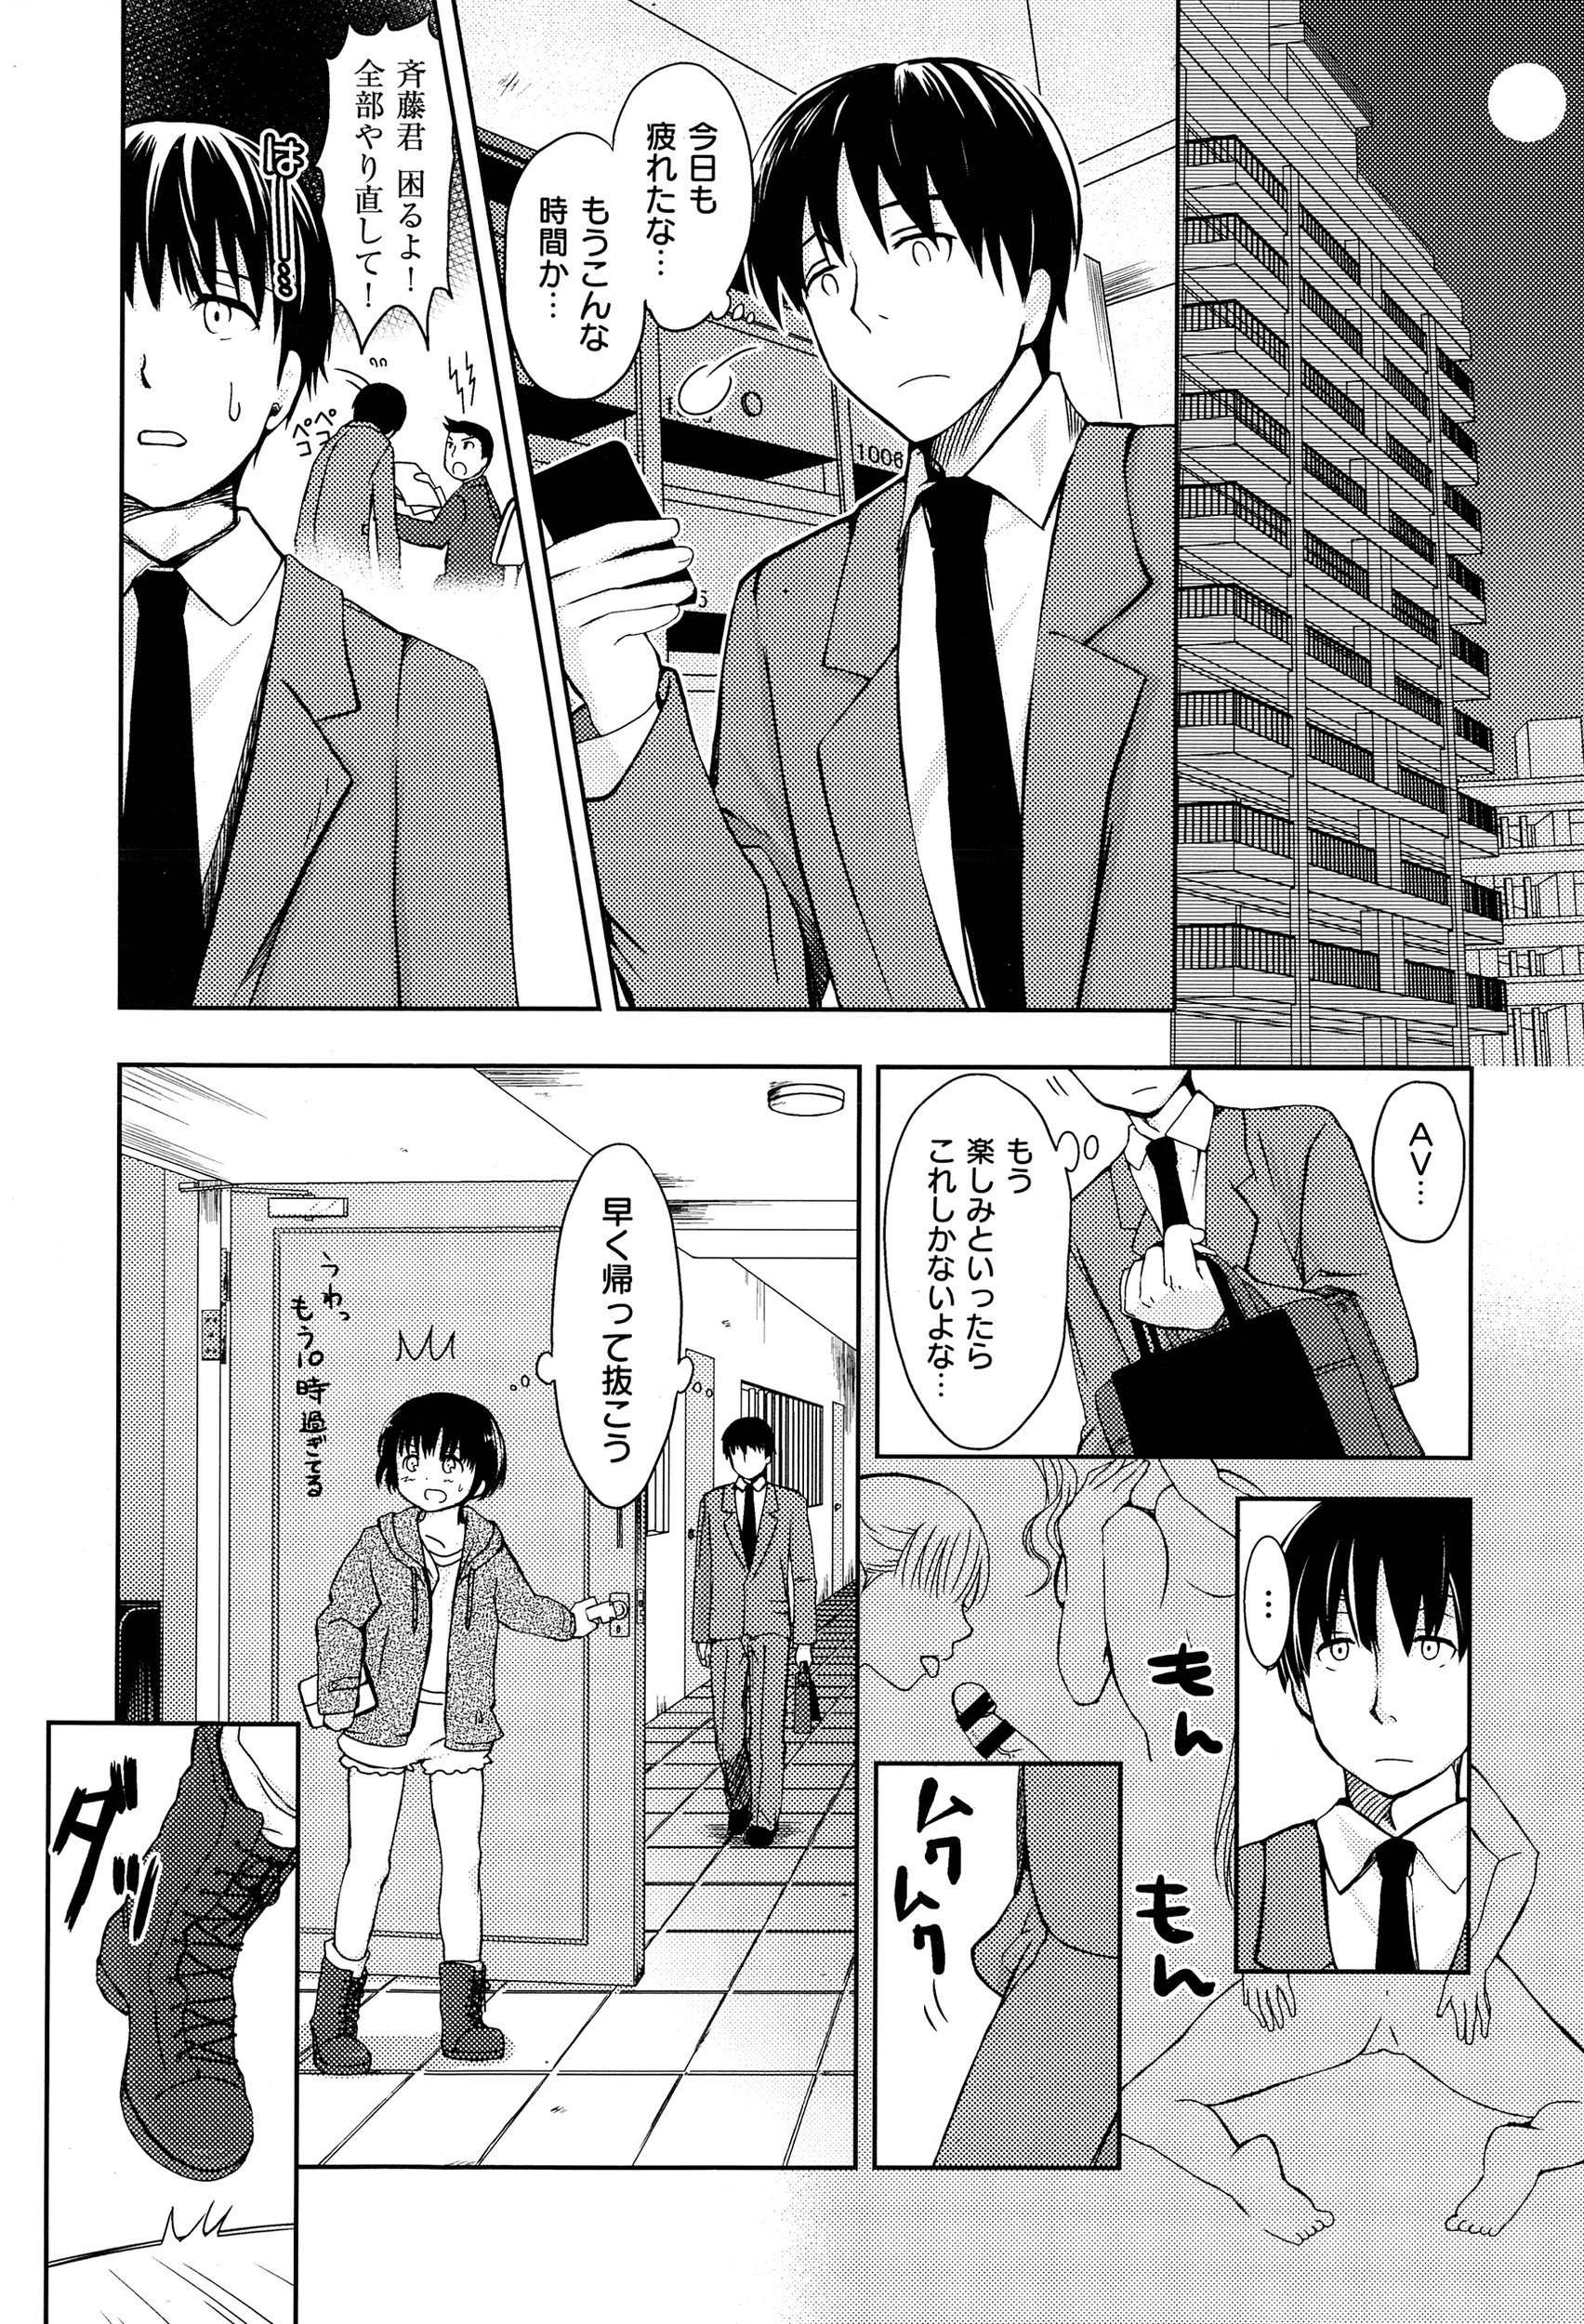 今日も
疲れたな…
もうこんな
時間か…
1006
5
斉藤君 困るよ!
全部やり直して!
ペコ
ペコ
はーー…
AV…
もう
楽しみといったら
これしかないよな…
…
もん
もん
ムク
ムク
早く帰って抜こう
うわっ
もう10時過ぎてる
ダッ